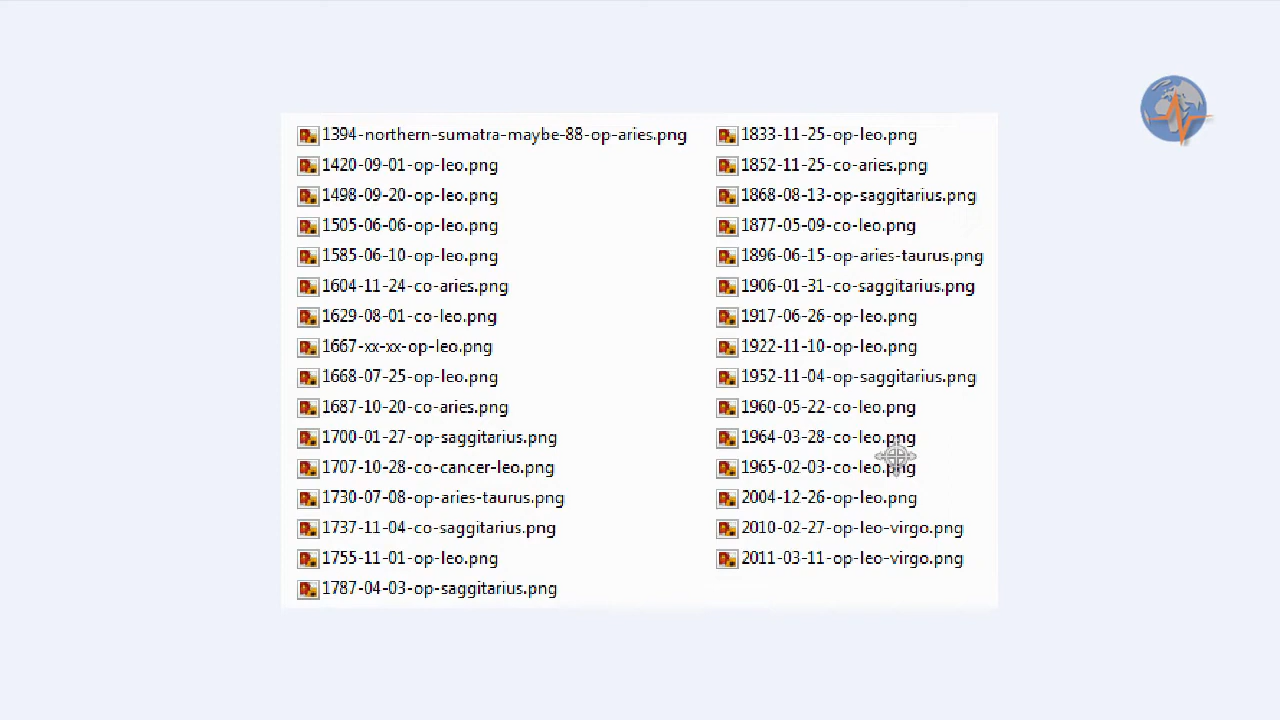 1394-northern-sumatra-maybe-88-op-aries.png
1420-09-01-op-leo.png
1498-09-20-op-leo.png
1505-06-06-op-leo.png
1585-06-10-op-leo.png
1604-11-24-co-aries.png
1629-08-01-co-leo.png
1667-xx-xx-op-leo.png
1668-07-25-op-leo.png
1687-10-20-co-aries.png
1700-01-27-op-saggitarius.png
1707-10-28-co-cancer-leo.png
1730-07-08-op-aries-taurus.png
1737-11-04-co-saggitarius.png
1755-11-01-op-leo.png
1787-04-03-op-saggitarius.png
1833-11-25-op-leo.png
1852-11-25-co-aries.png
1868-08-13-op-saggitarius.png
1877-05-09-co-leo.png
1896-06-15-op-aries-taurus.png
1906-01-31-co-saggitarius.png
1917-06-26-op-leo.png
1922-11-10-op-leo.png
1952-11-04-op-saggitarius.png
1960-05-22-co-leo.png
1964-03-28-co-leo.png
1965-02-03-co-leo.png
2004-12-26-op-leo.png
2010-02-27-op-leo-virgo.png
2011-03-11-op-leo-virgo.png